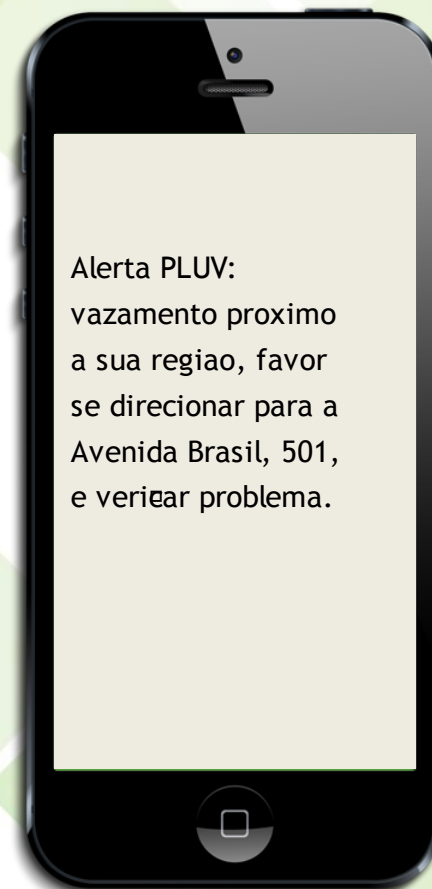 Alerta PLUV:
vazamento proximo
a sua regiao, favor
se direcionar para a
Avenida Brasil, 501,
e problema.